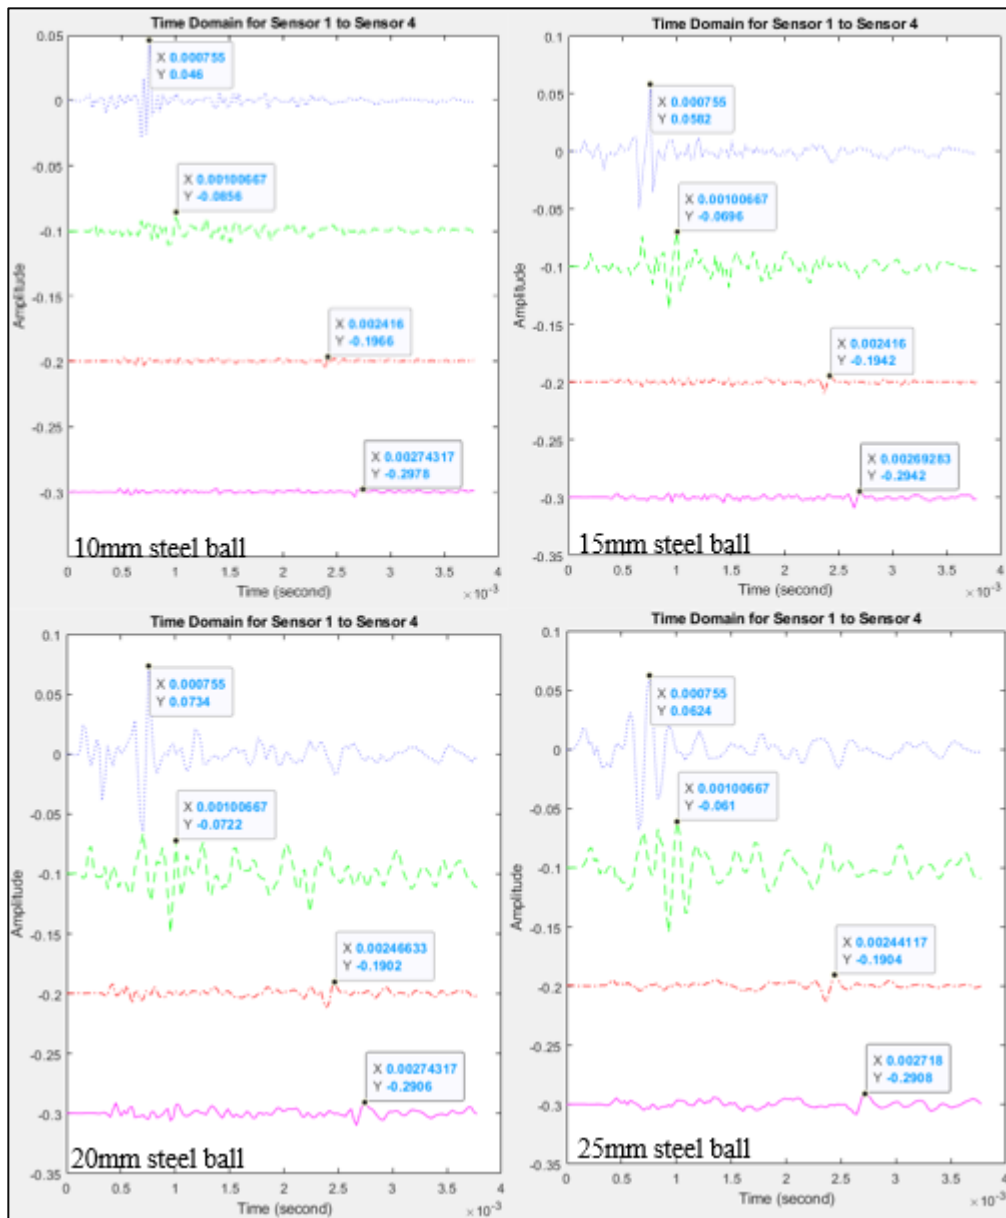 Time Domain for Sensor 1 to Sensor 4
0.05
X 0.000755
Y 0.046
0
-0.05
X 0.00100667
Y -0.0856
-0.1
Amplitude
-0.15
X 0.002416
Y -0.1966
-0.2
-0.25
X 0.00274317
Y -0.2978
-0.3
10mm steel ball
0 0.5 1 1.5 2 2.5 3 3.5 4
Time (second)
×10⁻³
Time Domain for Sensor 1 to Sensor 4
0.1
X 0.000755
Y 0.0582
0.05
0
X 0.00100667
Y -0.0696
-0.05
-0.1
Amplitude
-0.15
X 0.002416
Y -0.1942
-0.2
-0.25
X 0.00269283
Y -0.2942
-0.3
15mm steel ball
-0.35
0 0.5 1 1.5 2 2.5 3 3.5 4
Time (second)
×10⁻³
Time Domain for Sensor 1 to Sensor 4
0.1
X 0.000755
Y 0.0734
0.05
0
X 0.00100667
Y -0.0722
-0.05
-0.1
Amplitude
-0.15
X 0.00246633
Y -0.1902
-0.2
-0.25
X 0.00274317
Y -0.2906
-0.3
20mm steel ball
-0.35
0 0.5 1 1.5 2 2.5 3 3.5 4
Time (second)
×10⁻³
Time Domain for Sensor 1 to Sensor 4
0.1
X 0.000755
Y 0.0624
0.05
0
X 0.00100667
Y -0.061
-0.05
-0.1
Amplitude
-0.15
X 0.00244117
Y -0.1904
-0.2
-0.25
X 0.002718
Y -0.2908
-0.3
25mm steel ball
-0.35
0 0.5 1 1.5 2 2.5 3 3.5 4
Time (second)
×10⁻³